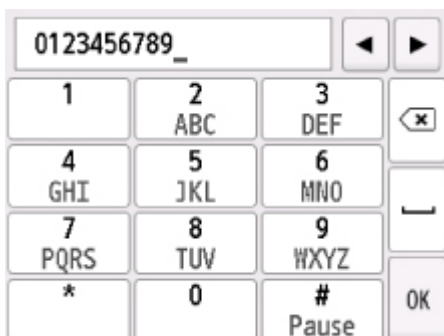 0123456789_
1 2 3
ABC DEF
4 5 6
GHI JKL MNO
7 8 9
PQRS TUV WXYZ
* 0 # OK
Pause